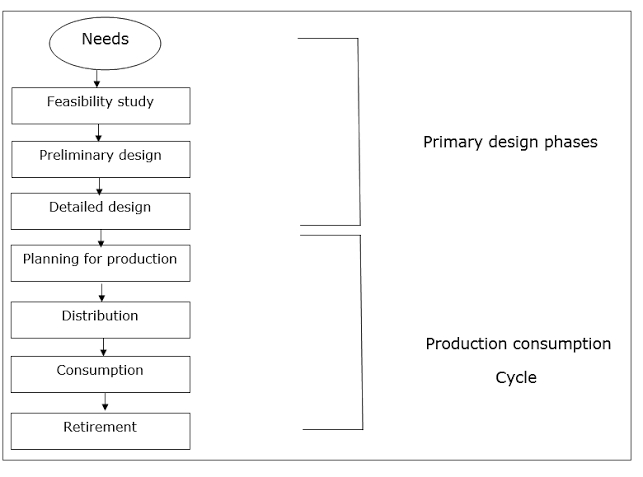 Needs
Feasibility study
Preliminary design
Detailed design
Planning for production
Distribution
Consumption
Retirement
Primary design phases
Production consumption
Cycle